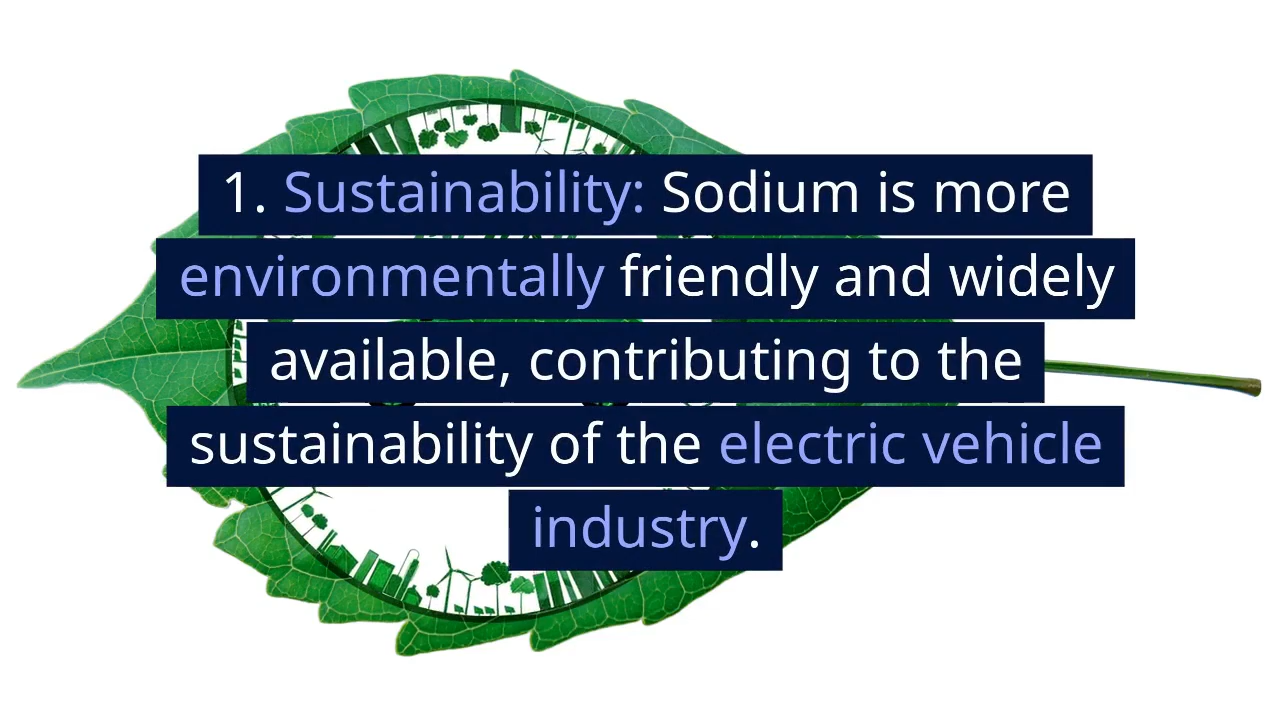 1. Sustainability: Sodium is more
environmentally friendly and widely
available, contributing to the
sustainability of the electric vehicle
industry.